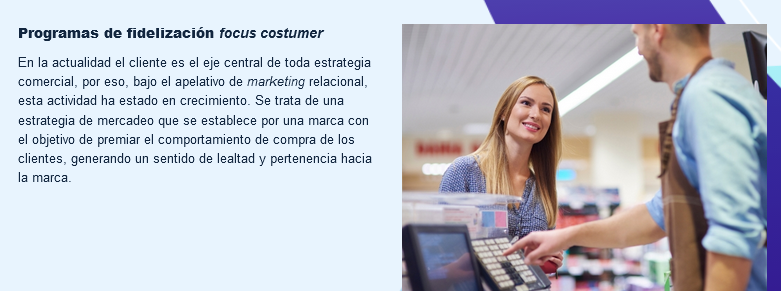 Programas de fidelización focus costumer
En la actualidad el cliente es el eje central de toda estrategia
comercial, por eso, bajo el apelativo de marketing relacional,
esta actividad ha estado en crecimiento. Se trata de una
estrategia de mercadeo que se establece por una marca con
el objetivo de premiar el comportamiento de compra de los
clientes, generando un sentido de lealtad y pertenencia hacia
la marca.